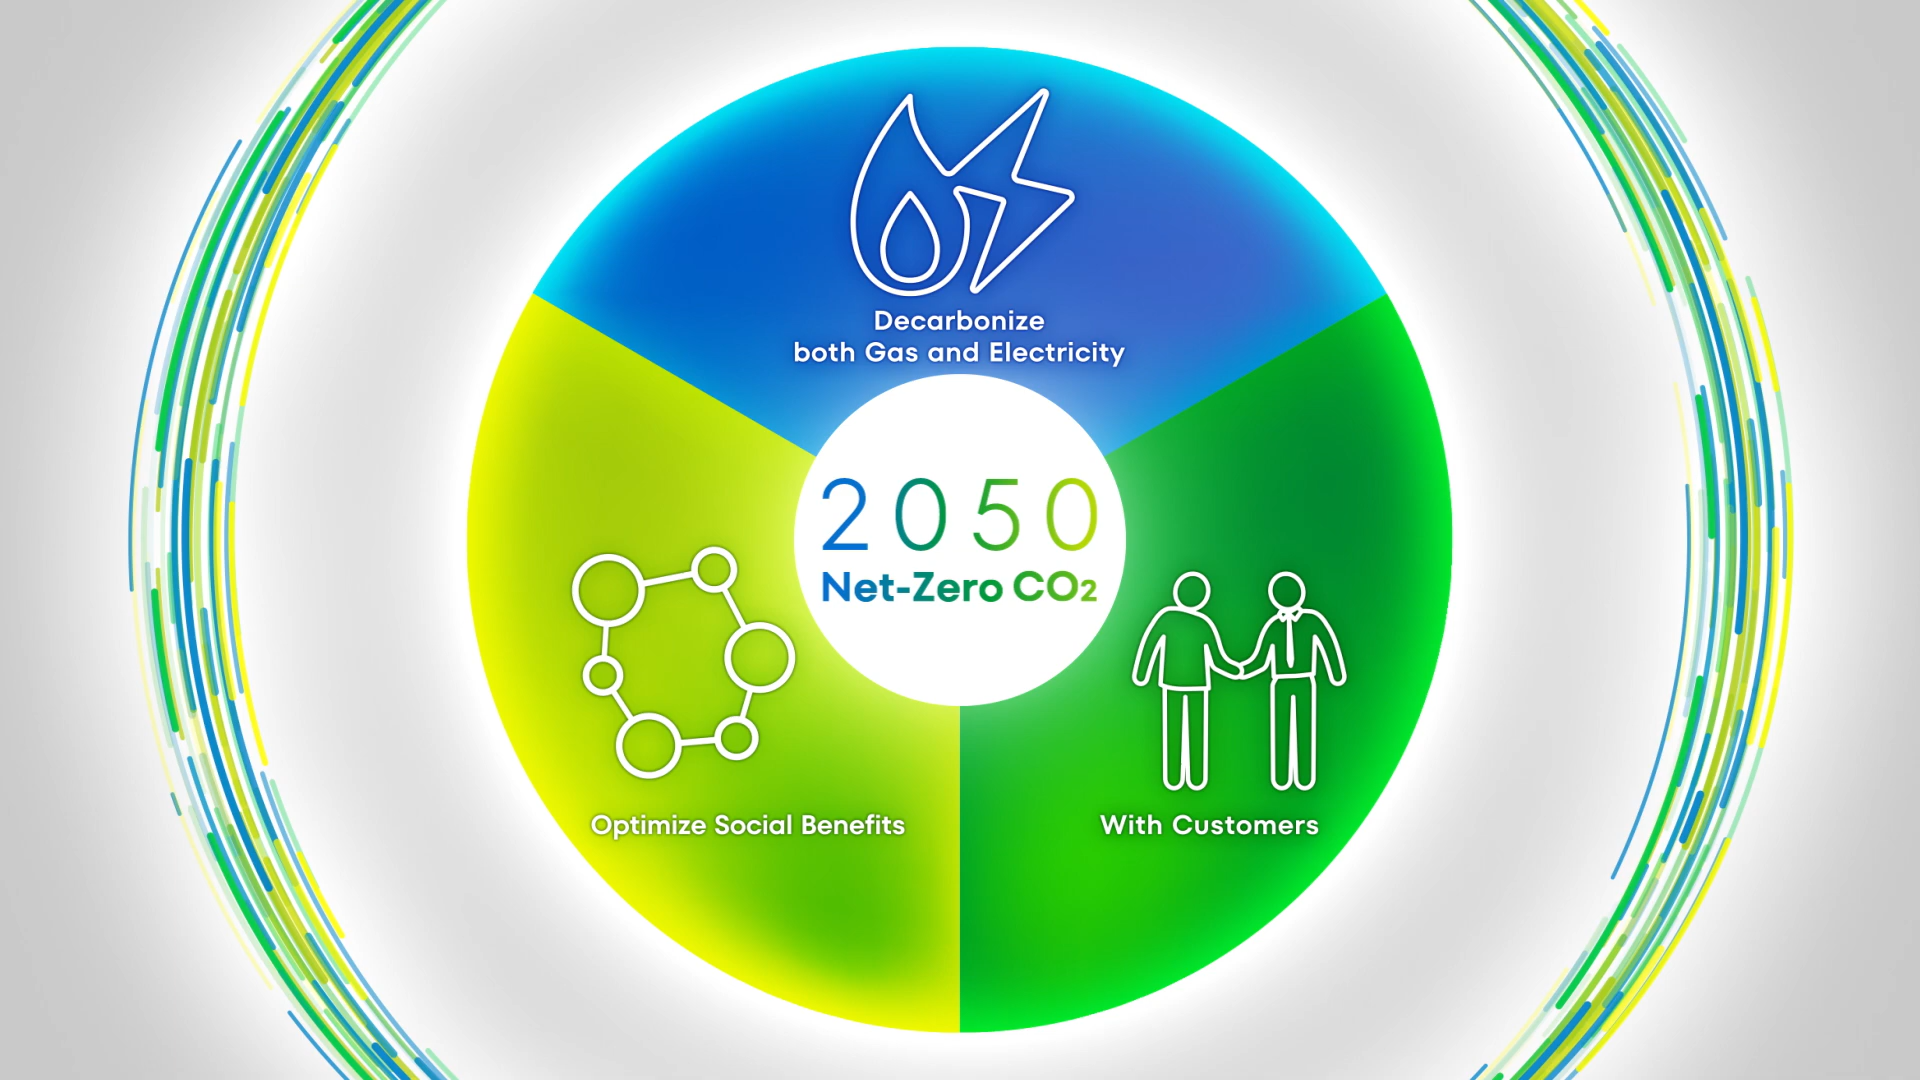 Decarbonize
both Gas and Electricity
2050
Net-Zero CO₂
Optimize Social Benefits
With Customers